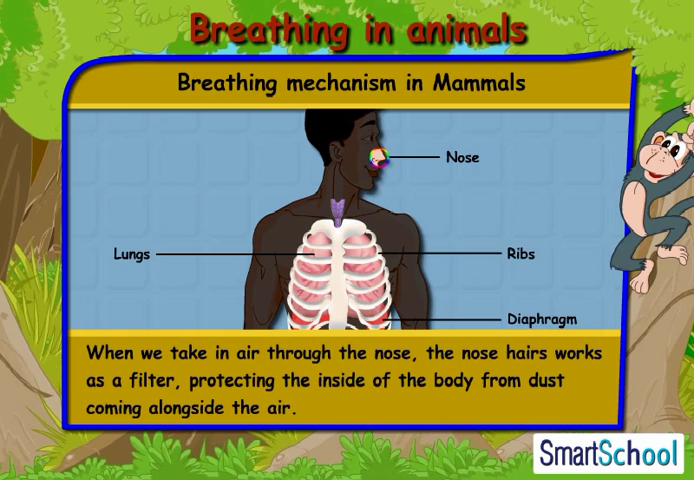 Breathing in animals
Breathing mechanism in Mammals
Nose
Lungs
Ribs
Diaphragm
When we take in air through the nose, the nose hairs works
as a filter, protecting the inside of the body from dust
coming alongside the air.
SmartSchool